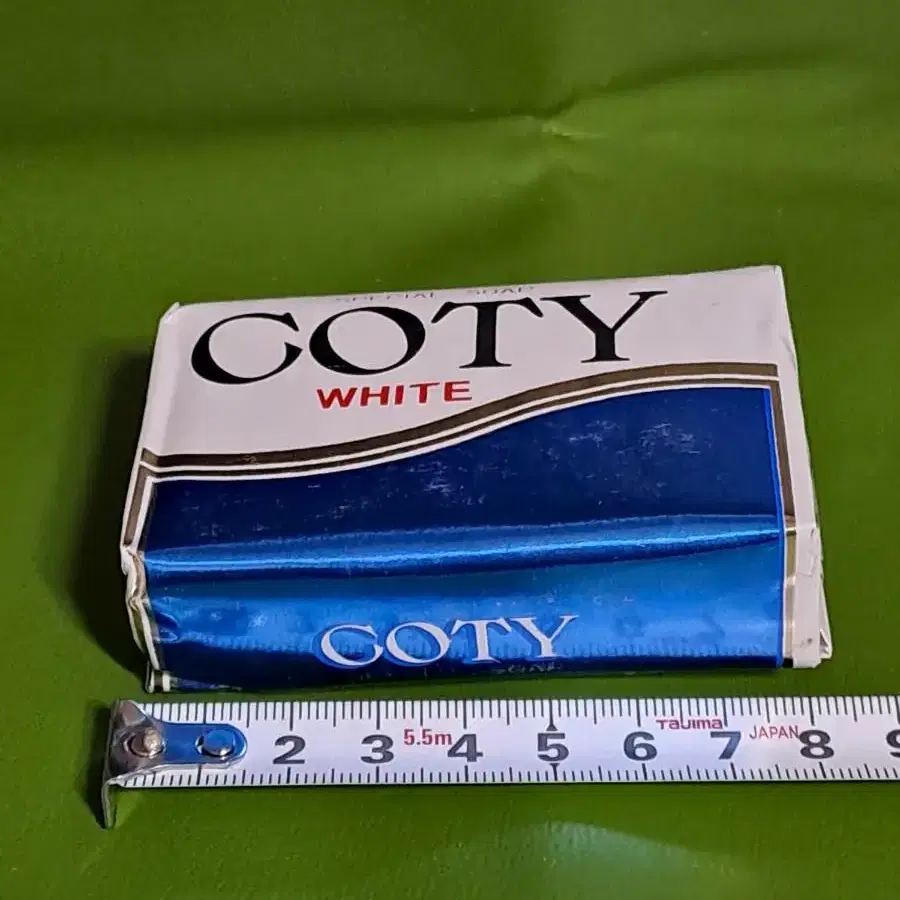 SPECIAL SOAP
COTY
WHITE
COTY
2 3 5.5m 4 5 6 Tajima 7 JAPAN 8 9